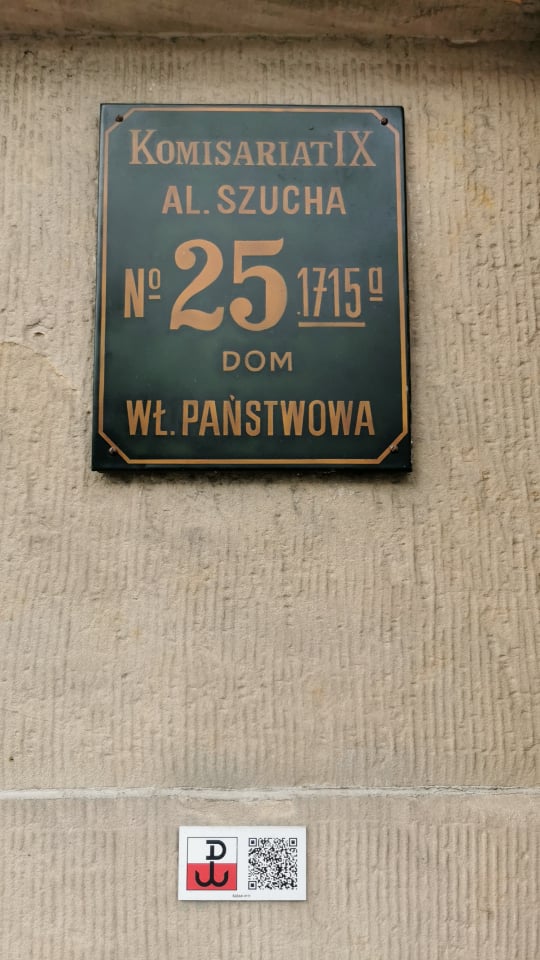 KOMISARIAT IX
AL. SZUCHA
Nº 25 1715ª
DOM
WŁ. PAŃSTWOWA